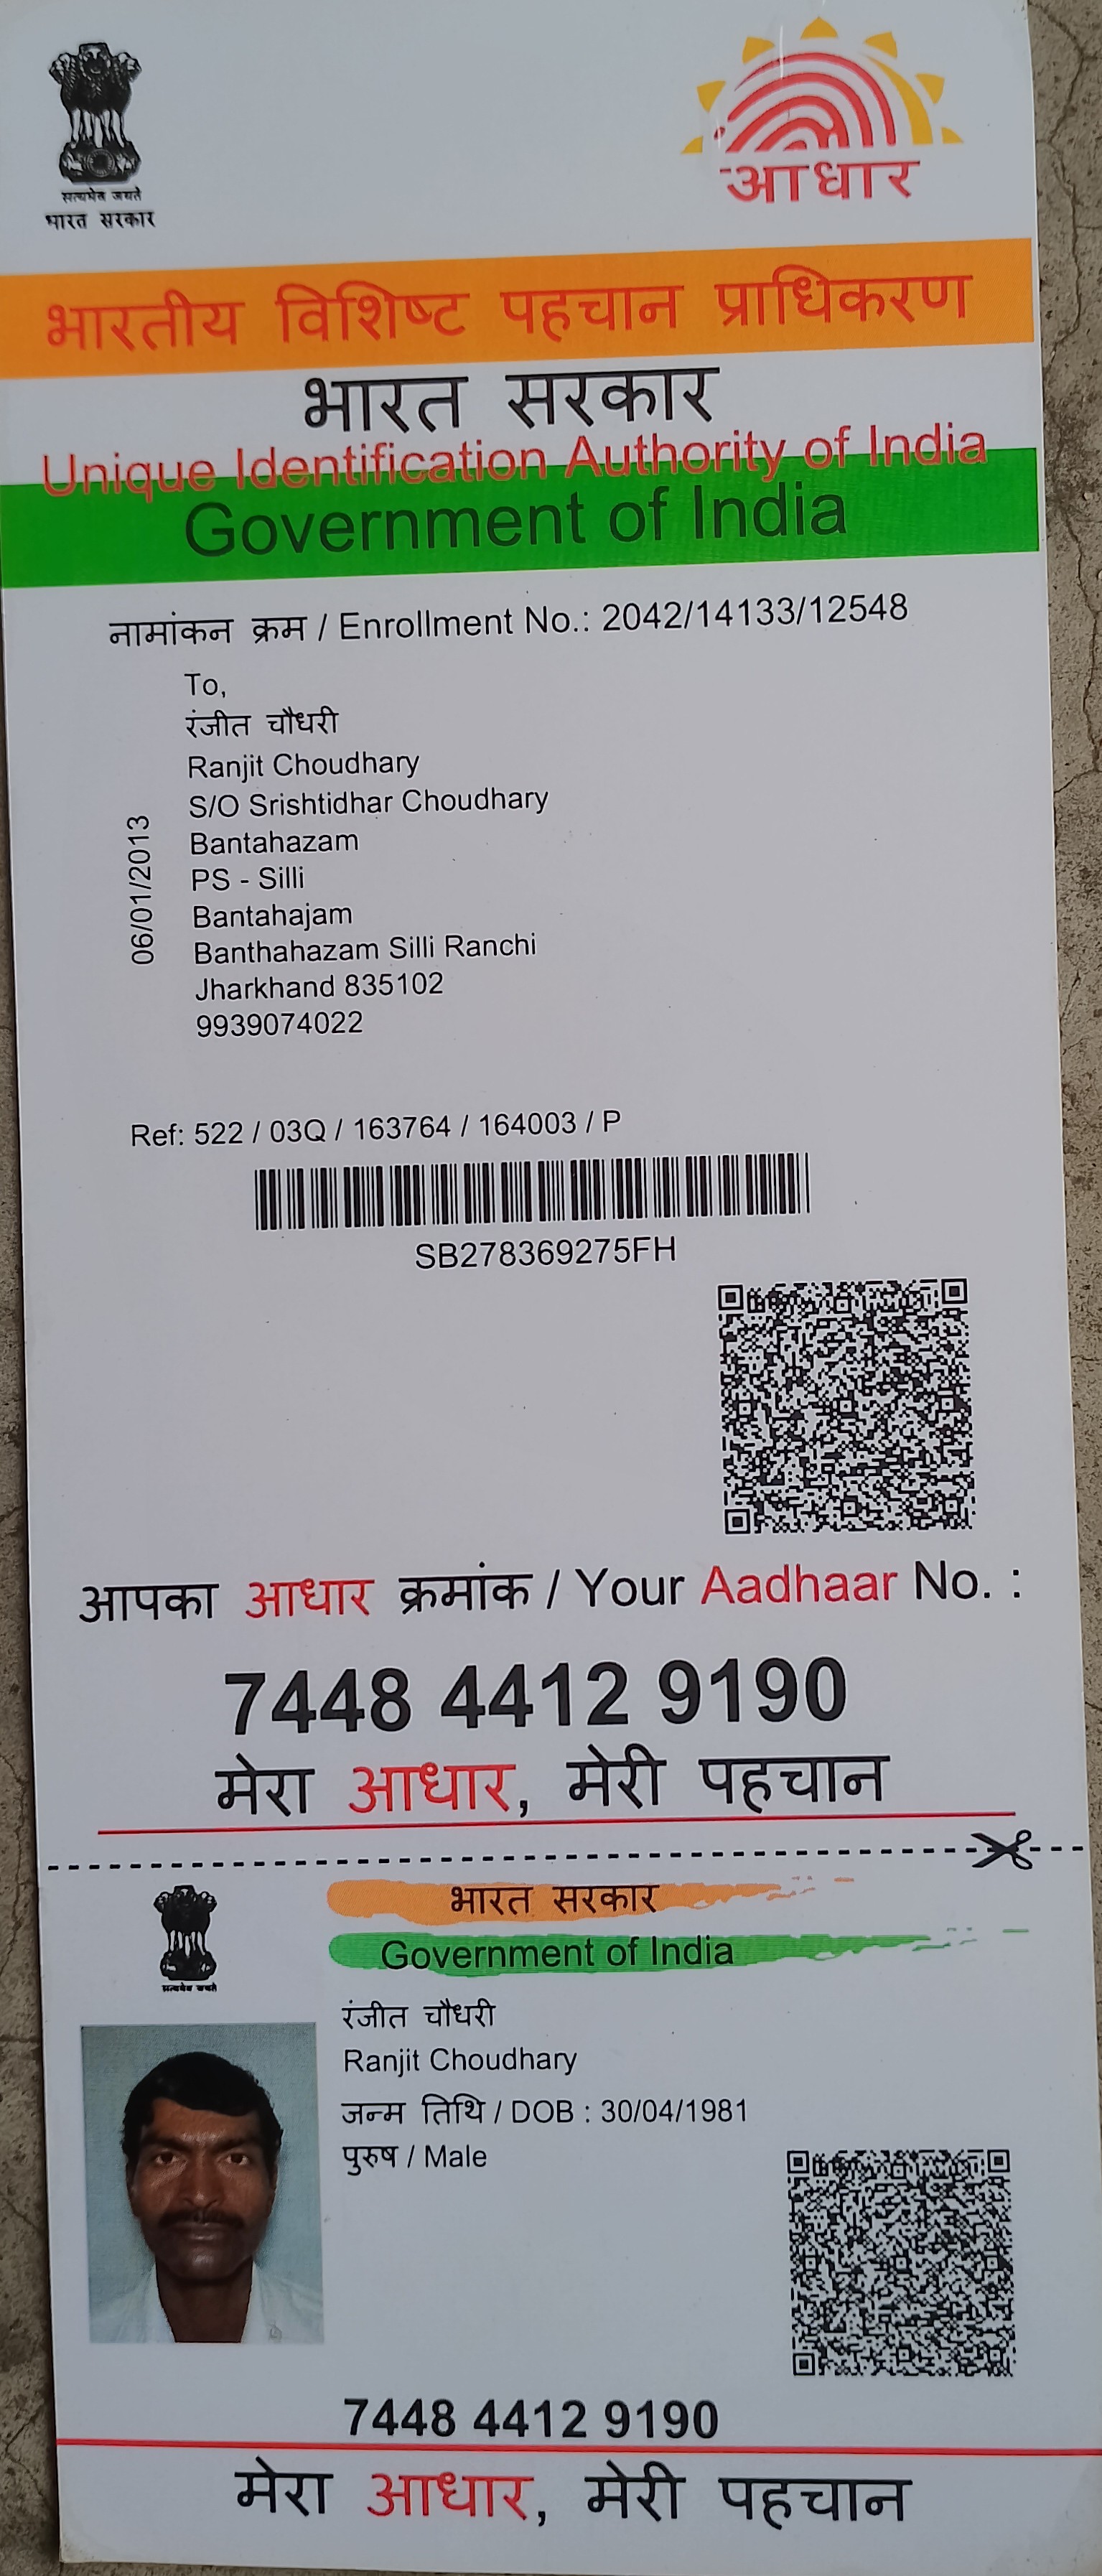 सत्यमेव जयते
भारत सरकार
आधार
भारतीय विशिष्ट पहचान प्राधिकरण
भारत सरकार
Unique Identification Authority of India
Government of India
नामांकन क्रम / Enrollment No.: 2042/14133/12548
To,
रंजीत चौधरी
Ranjit Choudhary
S/O Srishtidhar Choudhary
Bantahazam
PS - Silli
Bantahajam
Banthahazam Silli Ranchi
Jharkhand 835102
9939074022
06/01/2013
Ref: 522 / 03Q / 163764 / 164003 / P
SB278369275FH
आपका आधार क्रमांक / Your Aadhaar No. :
7448 4412 9190
मेरा आधार, मेरी पहचान
भारत सरकार
Government of India
सत्यमेव जयते
रंजीत चौधरी
Ranjit Choudhary
जन्म तिथि / DOB : 30/04/1981
पुरुष / Male
7448 4412 9190
मेरा आधार, मेरी पहचान